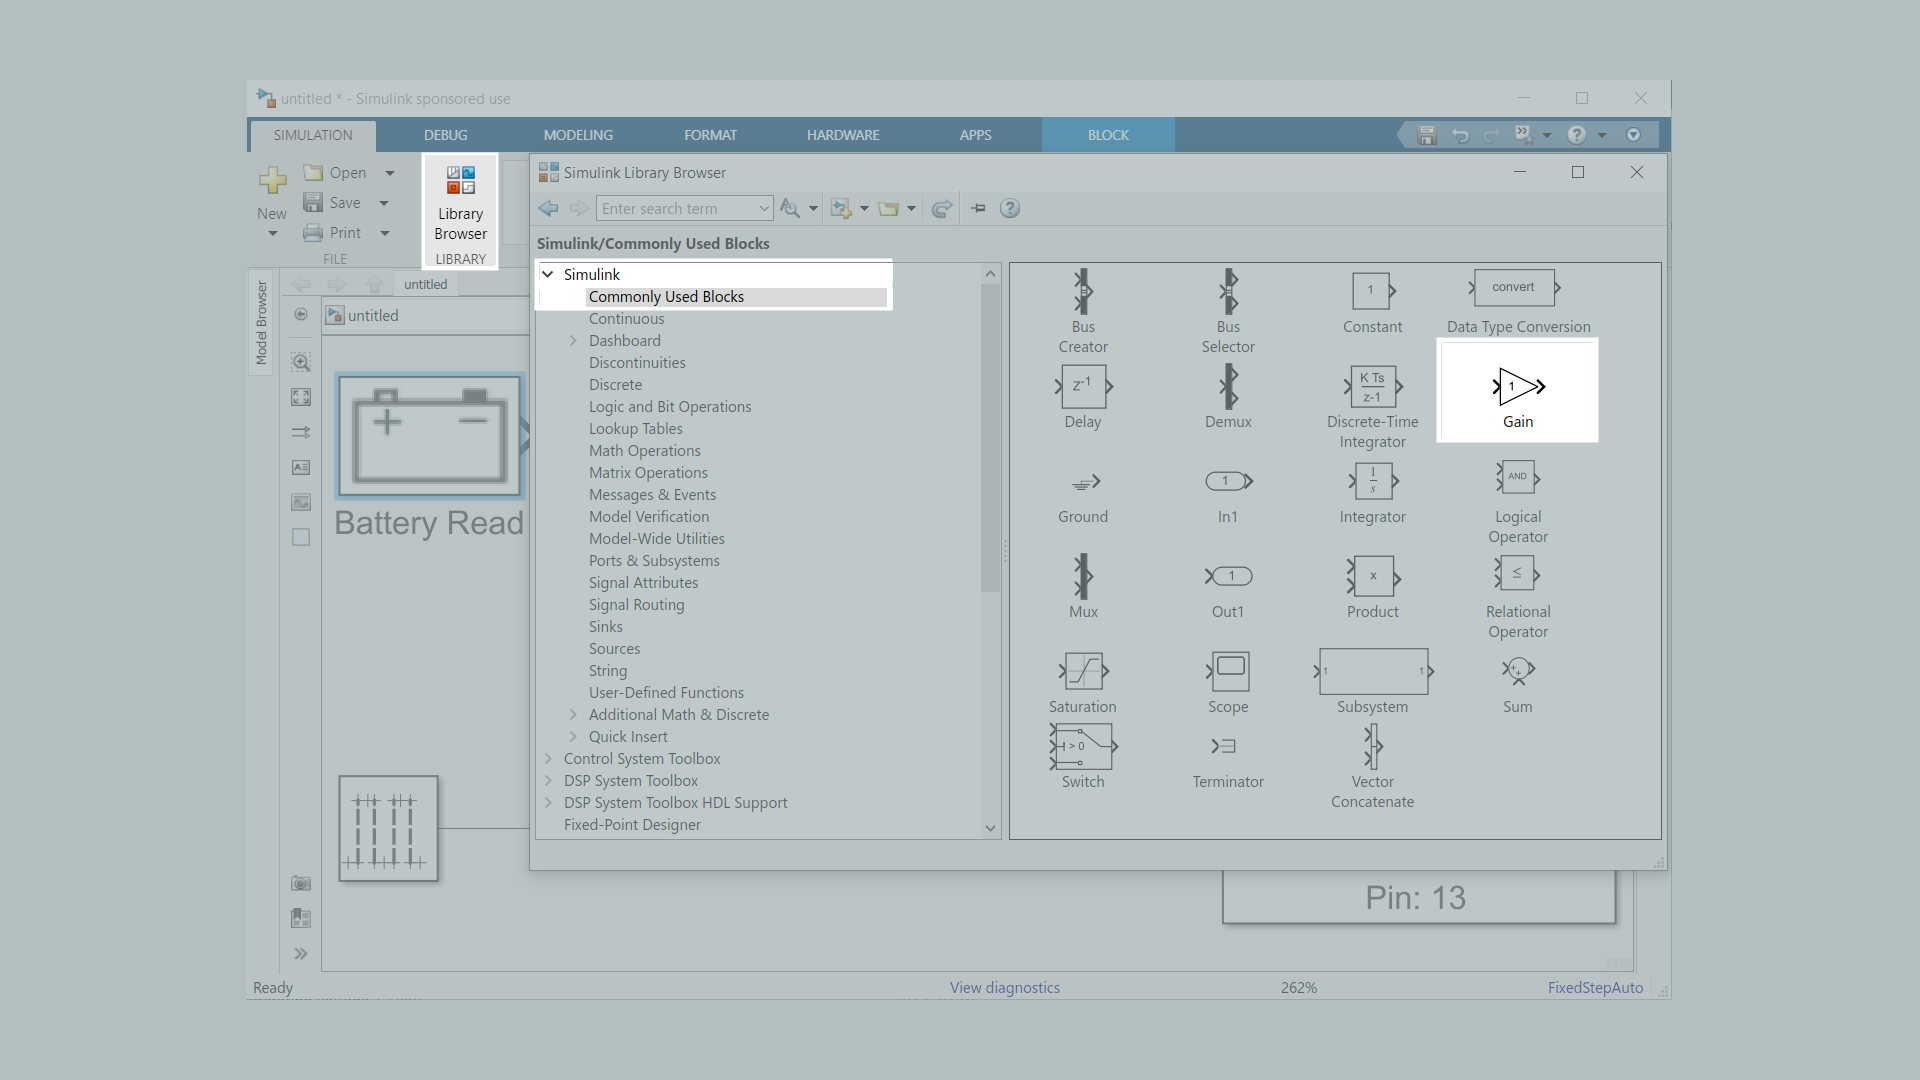 untitled * - Simulink sponsored use
SIMULATION
DEBUG
MODELING
FORMAT
HARDWARE
APPS
BLOCK
New
Open
Save
Print
FILE
Library
Browser
LIBRARY
Simulink Library Browser
Enter search term
Simulink/Commonly Used Blocks
Model Browser
untitled
untitled
Battery Read
Simulink
Commonly Used Blocks
Continuous
Dashboard
Discontinuities
Discrete
Logic and Bit Operations
Lookup Tables
Math Operations
Matrix Operations
Messages & Events
Model Verification
Model-Wide Utilities
Ports & Subsystems
Signal Attributes
Signal Routing
Sinks
Sources
String
User-Defined Functions
Additional Math & Discrete
Quick Insert
Control System Toolbox
DSP System Toolbox
DSP System Toolbox HDL Support
Fixed-Point Designer
Bus
Creator
Bus
Selector
1
Constant
convert
Data Type Conversion
z-1
Delay
Demux
K Ts
z-1
Discrete-Time
Integrator
1
Gain
Ground
1
In1
1
s
Integrator
AND
Logical
Operator
Mux
1
Out1
x
Product
≤
Relational
Operator
Saturation
Scope
1 1
Subsystem
+
+
Sum
> 0
Switch
Terminator
Vector
Concatenate
Pin: 13
Ready
View diagnostics
262%
FixedStepAuto